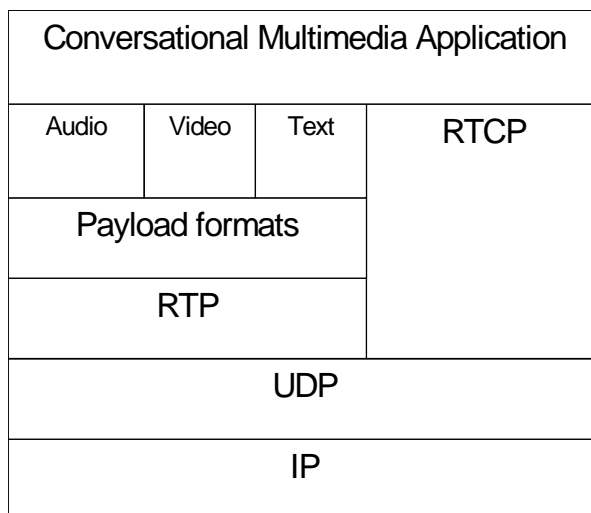 Conversational Multimedia Application
Audio
Video
Text
RTCP
Payload formats
RTP
UDP
IP